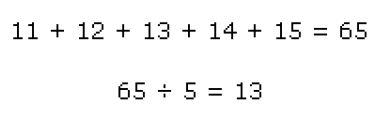 11 + 12 + 13 + 14 + 15 = 65
65 ÷ 5 = 13